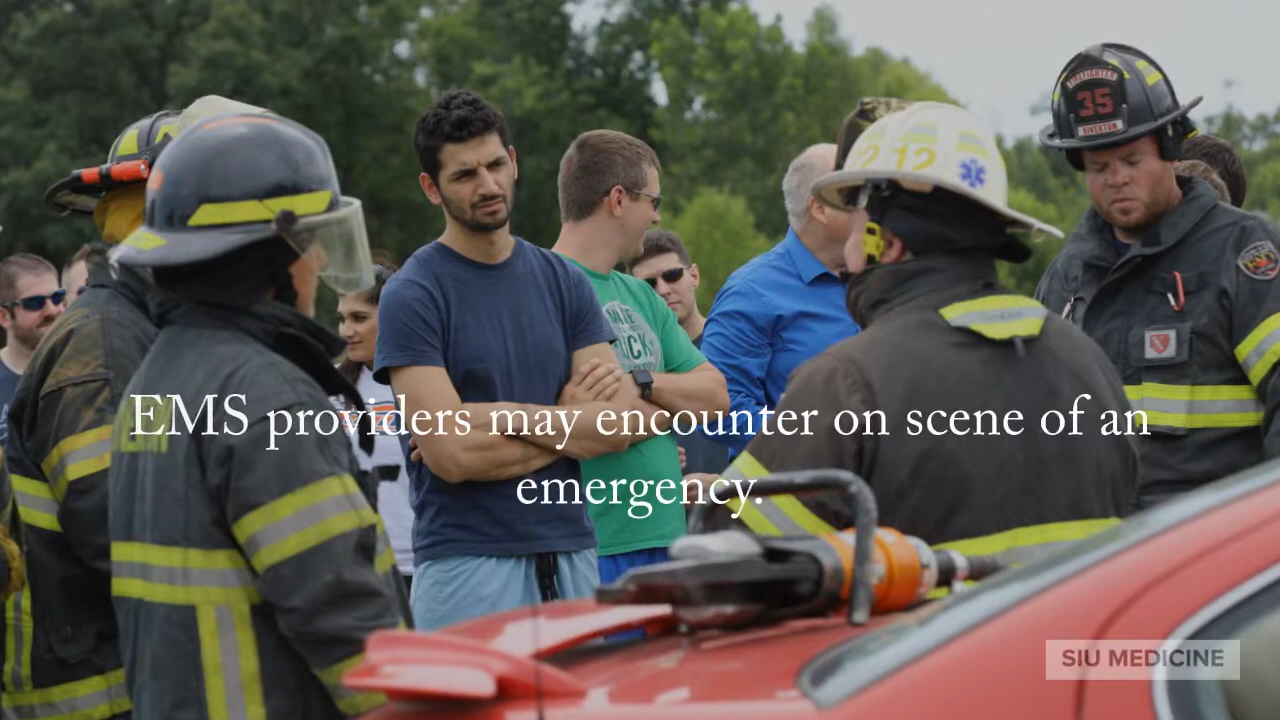 FIREFIGHTER
35
RIVERTON
212
EMS providers may encounter on scene of an
emergency.
SIU MEDICINE